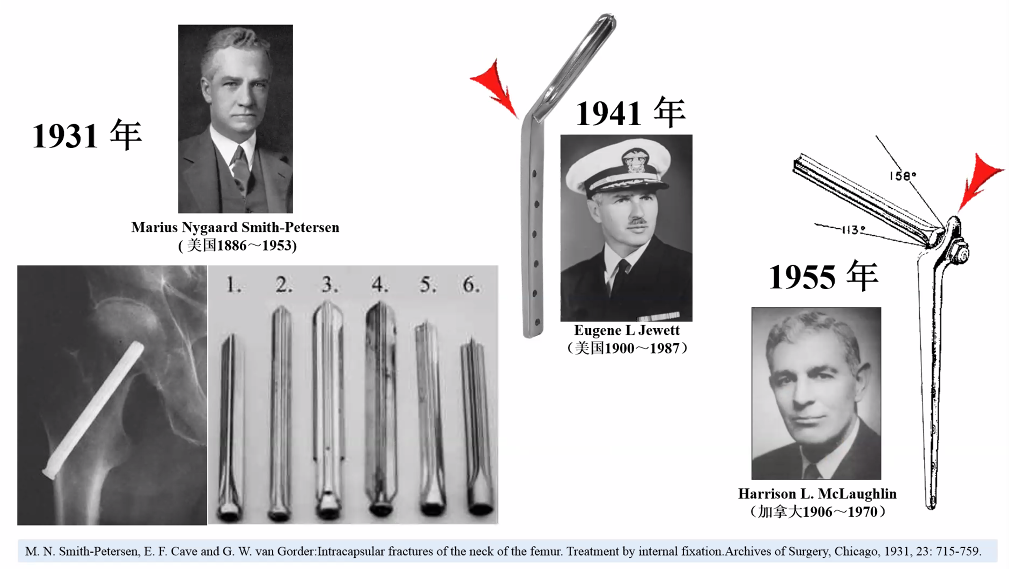 1931 年
Marius Nygaard Smith-Petersen
( 美国1886～1953)
1. 2. 3. 4. 5. 6.
1941 年
Eugene L Jewett
（美国1900～1987）
158°
113°
1955 年
Harrison L. McLaughlin
（加拿大1906～1970）
M. N. Smith-Petersen, E. F. Cave and G. W. van Gorder:Intracapsular fractures of the neck of the femur. Treatment by internal fixation.Archives of Surgery, Chicago, 1931, 23: 715-759.